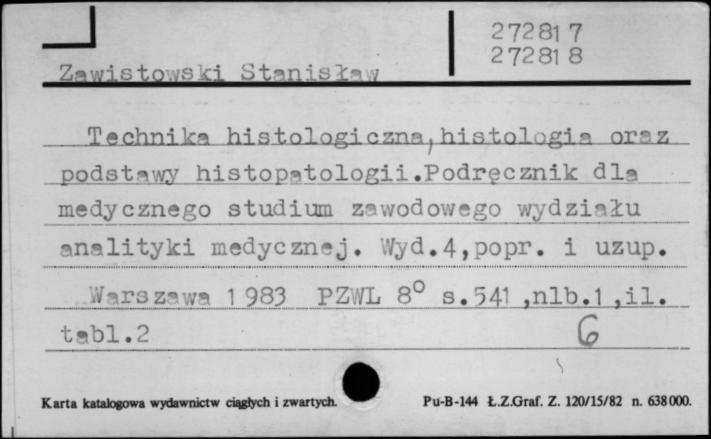 272817
272818
Zawistowski Stanisław
Technika histologiczna, histologia oraz
podstawy histopatologii. Podręcznik dla
medycznego studium zawodowego wydziału
analityki medycznej. Wyd.4,popr. i uzup.
Warszawa 1983 PZWL 8° s.541 ,nlb.1 ,il.
tabl.2
6
Karta katalogowa wydawnictw ciągłych i zwartych. Pu-B-144 Ł.Z.Graf. Z. 120/15/82 n. 638000.